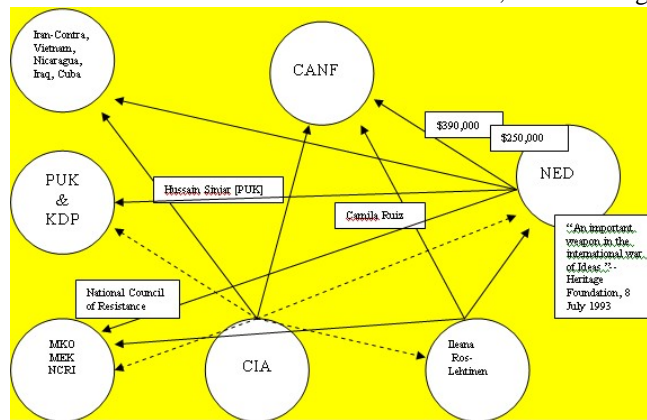 Iran-Contra,
Vietnam,
Nicaragua,
Iraq, Cuba
CANF
$390,000
$250,000
PUK
&
KDP
Hussain Sinjar [PUK]
NED
Camila Ruiz
"An important
weapon in the
international war
of Ideas."--
Heritage
Foundation, 8
July 1993
National Council
of Resistance
MKO
MEK
NCRI
CIA
Ileana
Ros-
Lehtinen